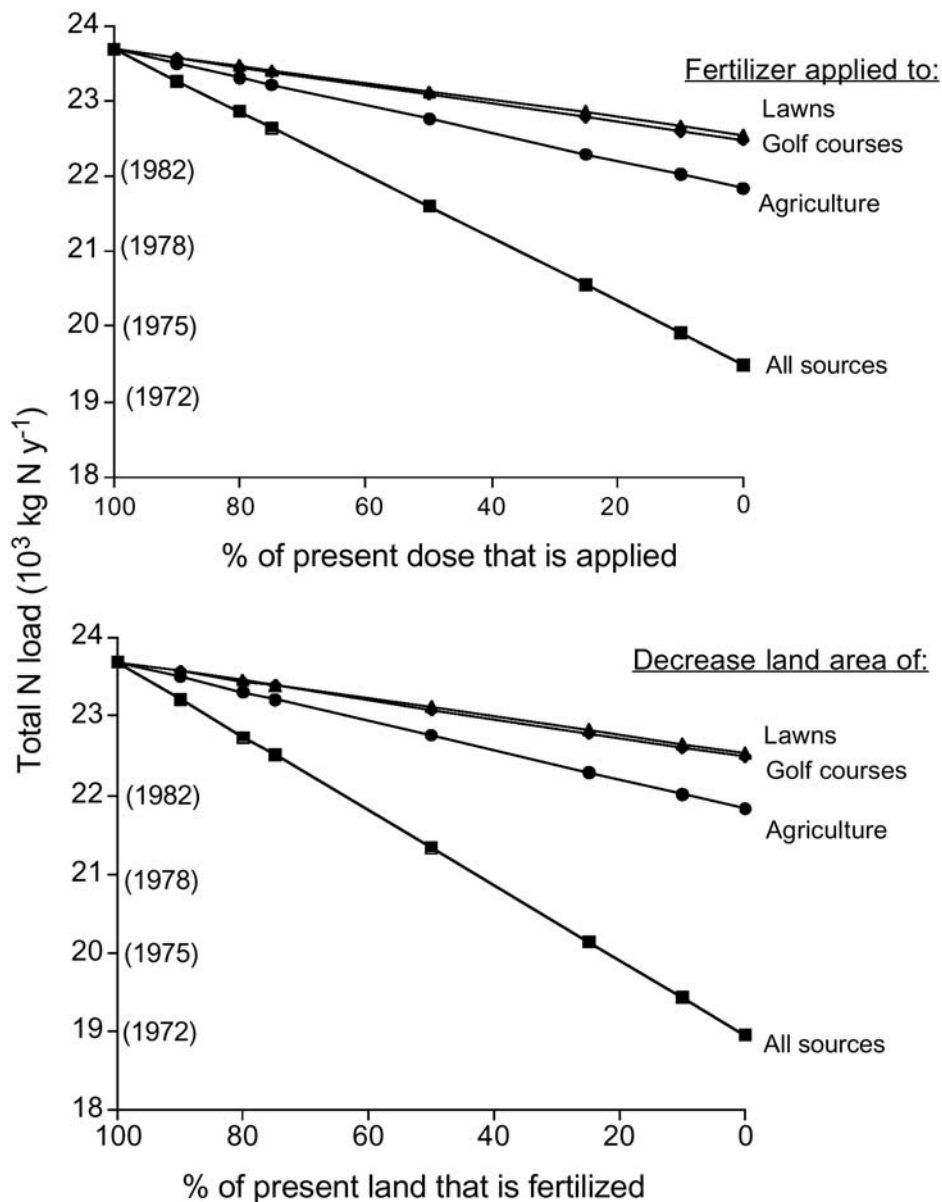 24
23
22
21
20
19
18
(1982)
(1978)
(1975)
(1972)
100
80
60
40
20
0
% of present dose that is applied
Fertilizer applied to:
Lawns
Golf courses
Agriculture
All sources
Total N load (10³ kg N y⁻¹)
24
23
22
21
20
19
18
(1982)
(1978)
(1975)
(1972)
100
80
60
40
20
0
% of present land that is fertilized
Decrease land area of:
Lawns
Golf courses
Agriculture
All sources